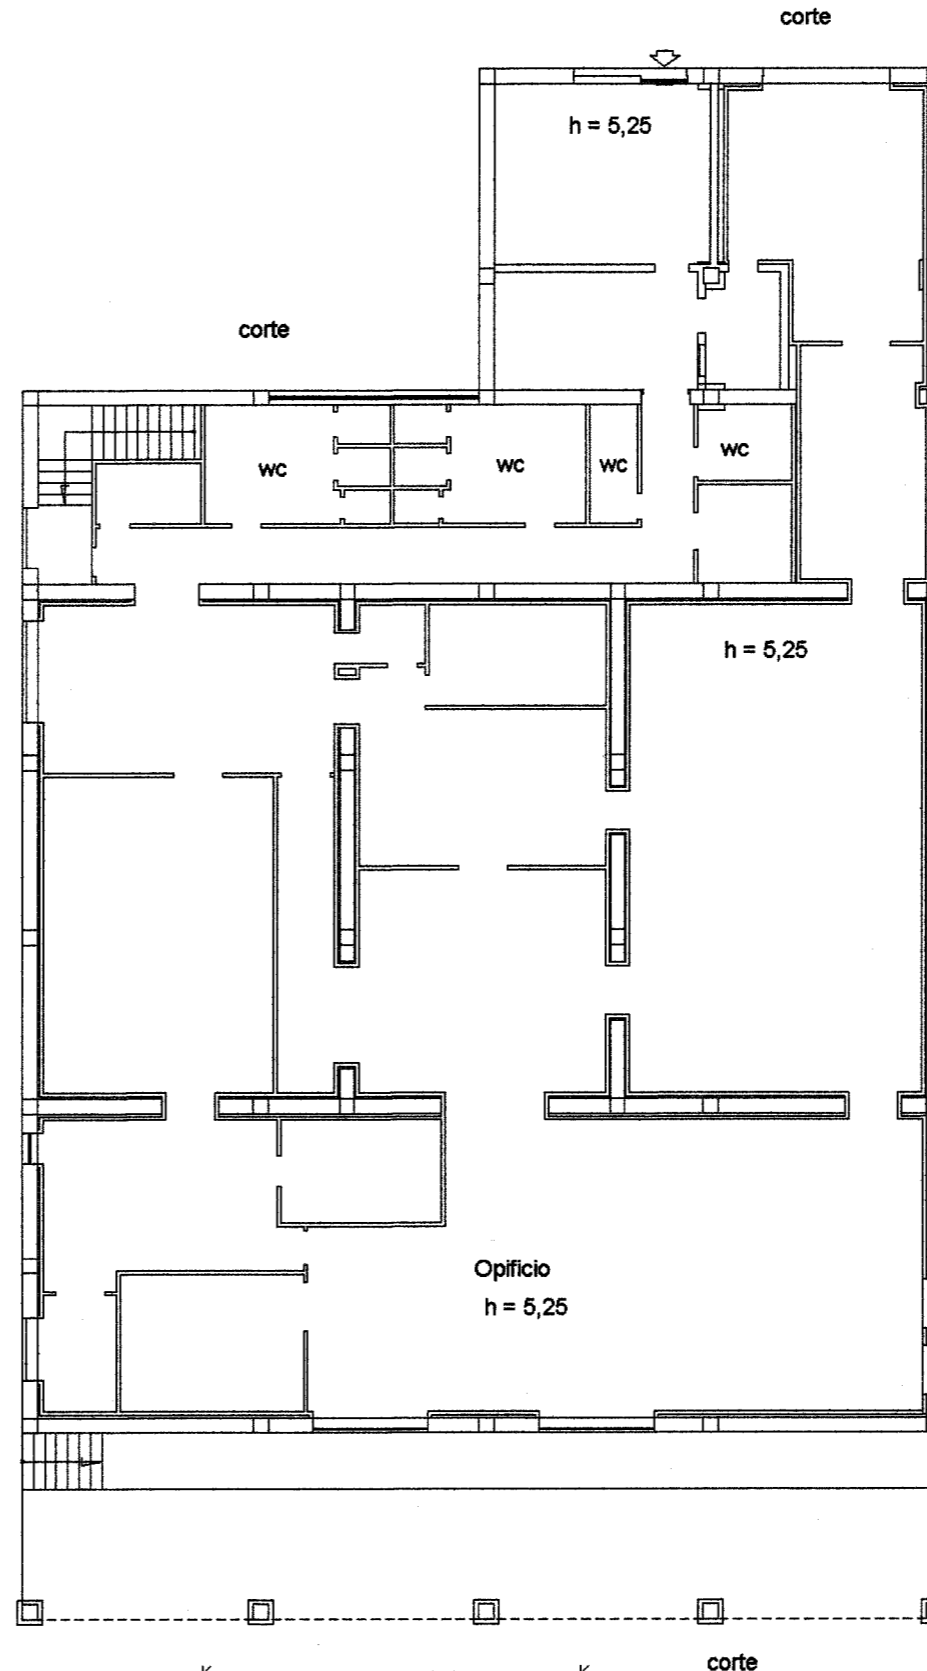 corte
h = 5,25
corte
wc
wc
wc
wc
h = 5,25
Opificio
h = 5,25
corte